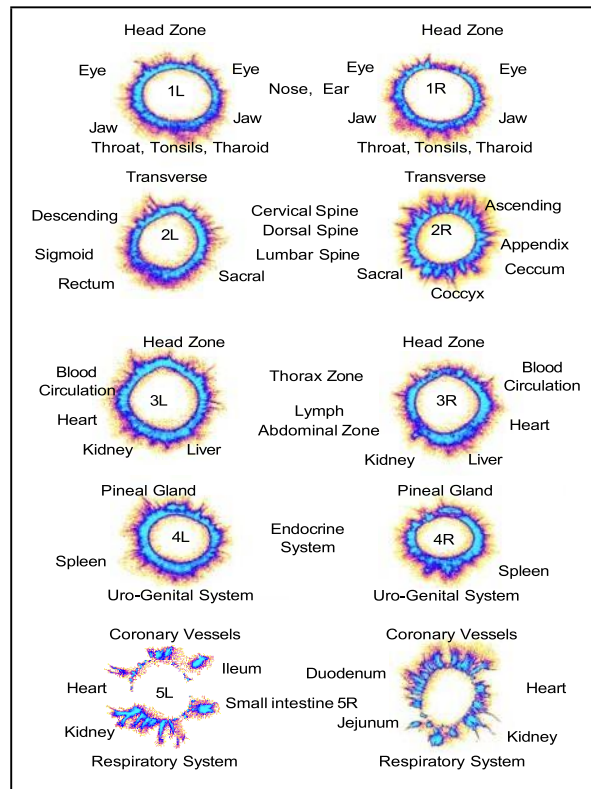 Head Zone Head Zone
Eye Eye Eye Eye
1L Nose, Ear 1R
Jaw Jaw Jaw Jaw
Throat, Tonsils, Tharoid Throat, Tonsils, Tharoid
Transverse Transverse
Descending Cervical Spine Ascending
2L Dorsal Spine 2R Appendix
Sigmoid Lumbar Spine
Rectum Sacral Sacral Ceccum
Coccyx
Head Zone Head Zone
Blood Circulation Thorax Zone Blood Circulation
3L 3R
Heart Lymph Heart
Abdominal Zone
Kidney Liver Kidney Liver
Pineal Gland Pineal Gland
4L Endocrine 4R
System
Spleen Spleen
Uro-Genital System Uro-Genital System
Coronary Vessels Coronary Vessels
Ileum Duodenum
Heart 5L Heart
Small intestine 5R
Kidney Jejunum Kidney
Respiratory System Respiratory System